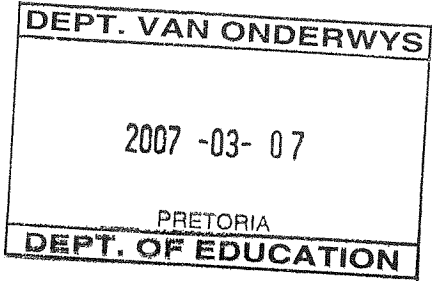 DEPT. VAN ONDERWYS
2007 -03- 07
PRETORIA
DEPT. OF EDUCATION